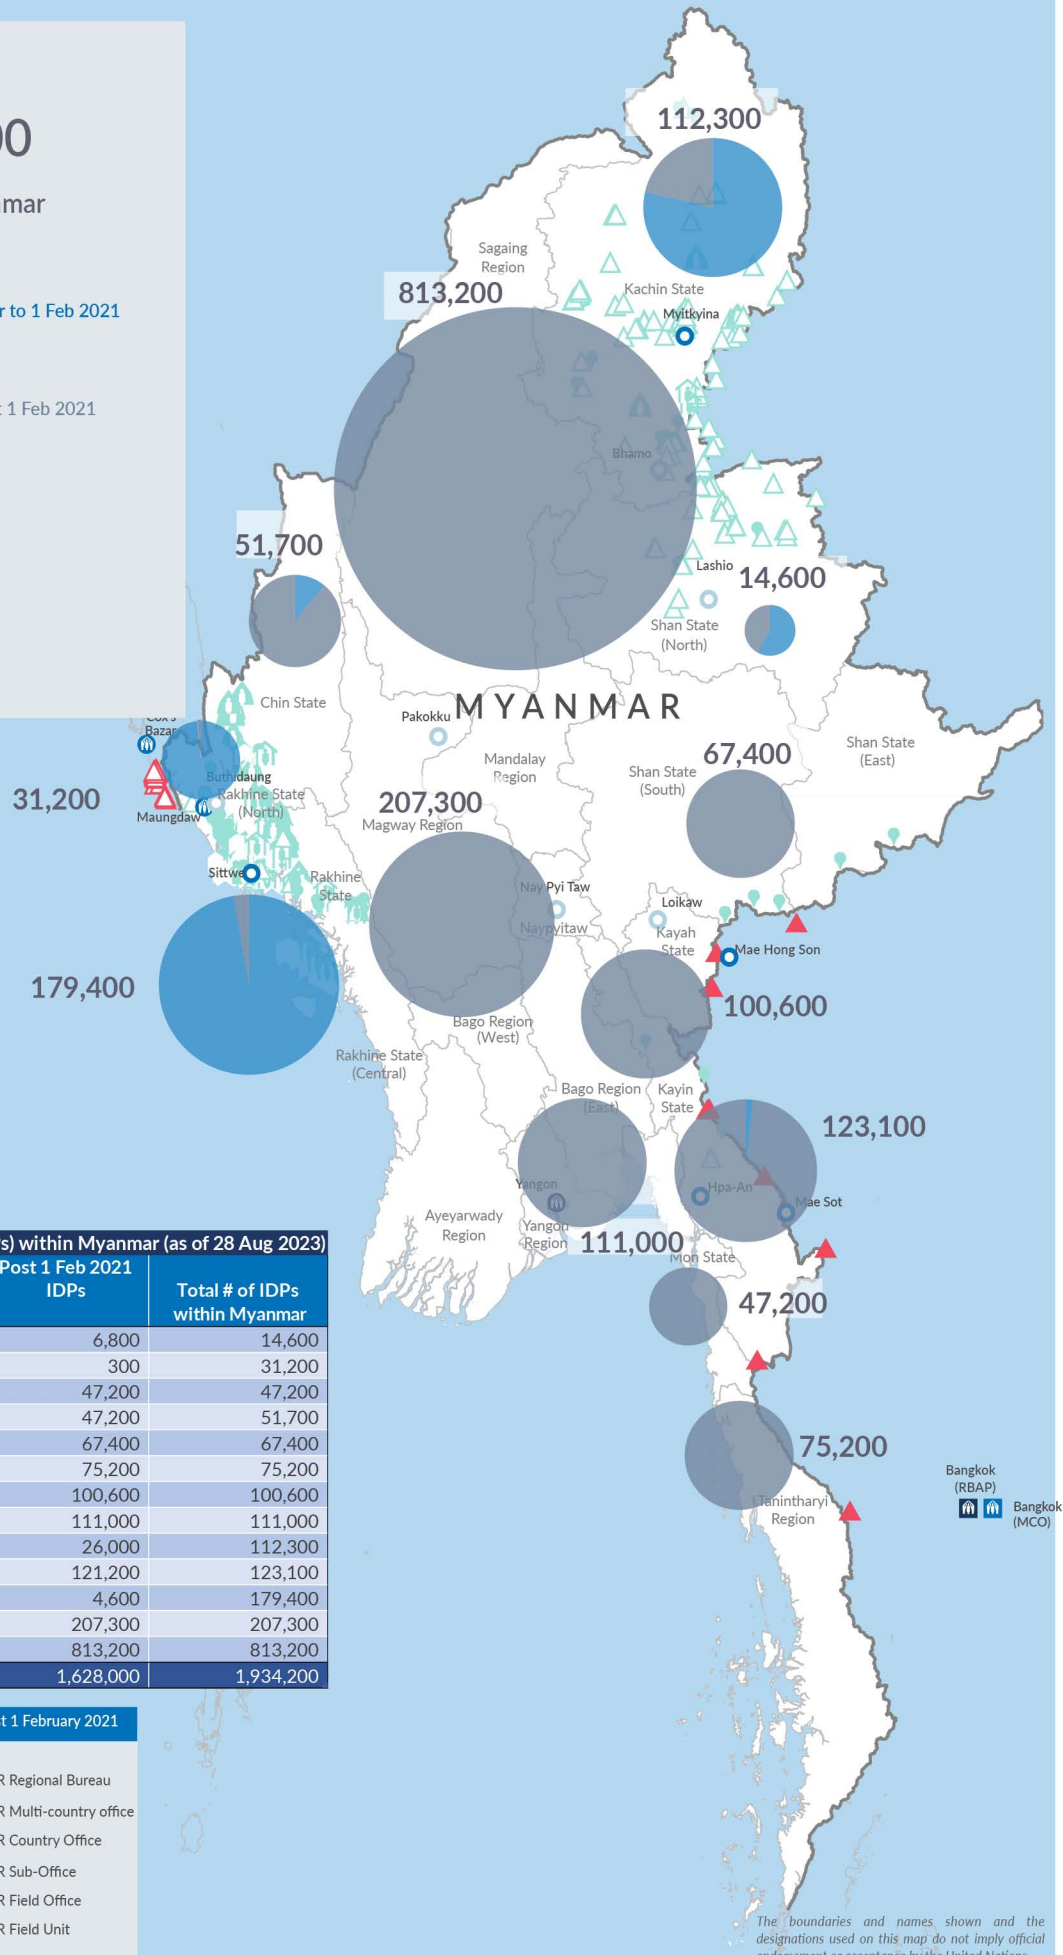 00
mar
r to 1 Feb 2021
t 1 Feb 2021
112,300
Sagaing
Region
813,200
Kachin State
Myitkyina
Bhamo
51,700
Lashio
14,600
Shan State
(North)
Chin State
MYANMAR
Pakokku
Cox's
Bazar
Mandalay
Region
67,400
Shan State
(South)
Shan State
(East)
Buthidaung
31,200
Rakhine State
(North)
Maungdaw
207,300
Magway Region
Sittwe
Rakhine
State
Nay Pyi Taw
Naypyitaw
Loikaw
Kayah
State
Mae Hong Son
179,400
100,600
Bago Region
(West)
Rakhine State
(Central)
Bago Region
(East)
Kayin
State
123,100
Hpa-An
Mae Sot
Yangon
Ayeyarwady
Region
Yangon
Region
111,000
Mon State
47,200
75,200
Tanintharyi
Region
Bangkok
(RBAP)
Bangkok
(MCO)
s) within Myanmar (as of 28 Aug 2023)
Post 1 Feb 2021
IDPs
Total # of IDPs
within Myanmar
6,800 14,600
300 31,200
47,200 47,200
47,200 51,700
67,400 67,400
75,200 75,200
100,600 100,600
111,000 111,000
26,000 112,300
121,200 123,100
4,600 179,400
207,300 207,300
813,200 813,200
1,628,000 1,934,200
t 1 February 2021
R Regional Bureau
R Multi-country office
R Country Office
R Sub-Office
R Field Office
R Field Unit
The boundaries and names shown and the
designations used on this map do not imply official
endorsement or acceptance by the United Nations